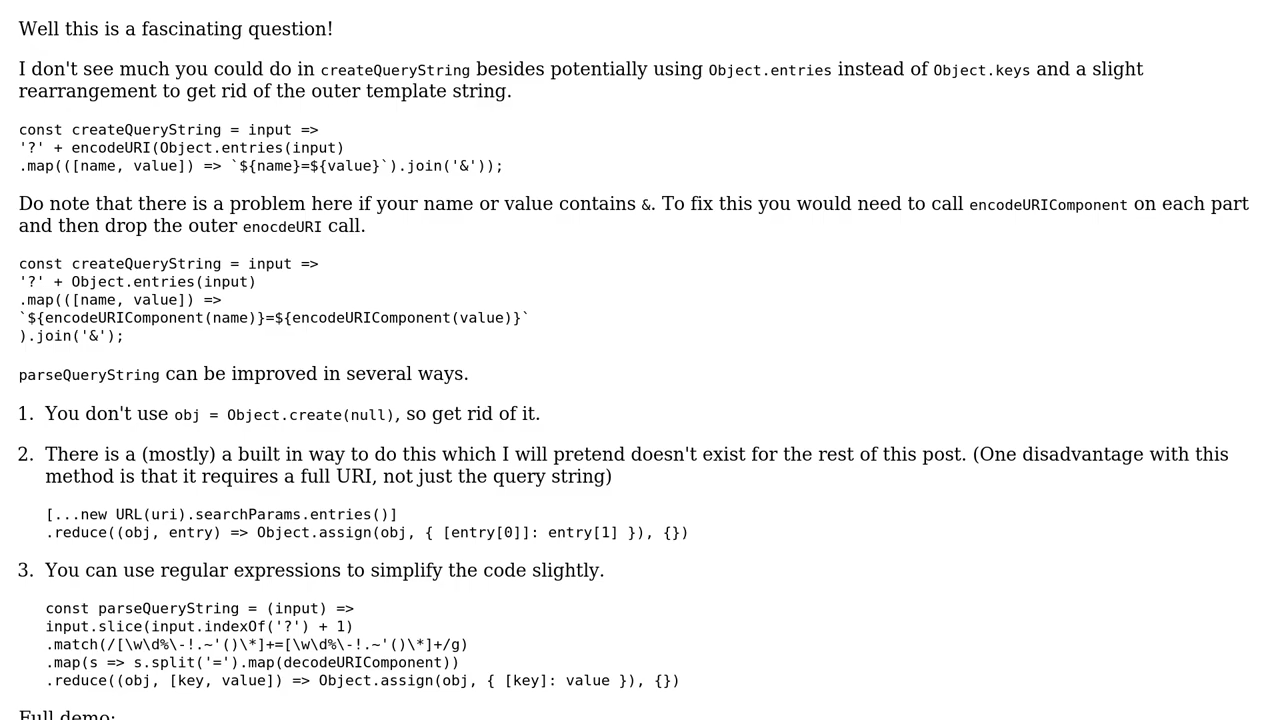 Well this is a fascinating question!
I don't see much you could do in createQueryString besides potentially using Object.entries instead of Object.keys and a slight
rearrangement to get rid of the outer template string.
const createQueryString = input =>
'?' + encodeURI(Object.entries(input)
.map(([name, value]) => `${name}=${value}`).join('&'));
Do note that there is a problem here if your name or value contains &. To fix this you would need to call encodeURIComponent on each part
and then drop the outer enocdeURI call.
const createQueryString = input =>
'?' + Object.entries(input)
.map(([name, value]) =>
`${encodeURIComponent(name)}=${encodeURIComponent(value)}`
).join('&');
parseQueryString can be improved in several ways.
1. You don't use obj = Object.create(null), so get rid of it.
2. There is a (mostly) a built in way to do this which I will pretend doesn't exist for the rest of this post. (One disadvantage with this
method is that it requires a full URI, not just the query string)
[...new URL(uri).searchParams.entries()]
.reduce((obj, entry) => Object.assign(obj, { [entry[0]]: entry[1] }), {})
3. You can use regular expressions to simplify the code slightly.
const parseQueryString = (input) =>
input.slice(input.indexOf('?') + 1)
.match(/[\w\d%\-!.~'()\*]+=[\w\d%\-!.~'()\*]+/g)
.map(s => s.split('=').map(decodeURIComponent))
.reduce((obj, [key, value]) => Object.assign(obj, { [key]: value }), {})
Full demo: